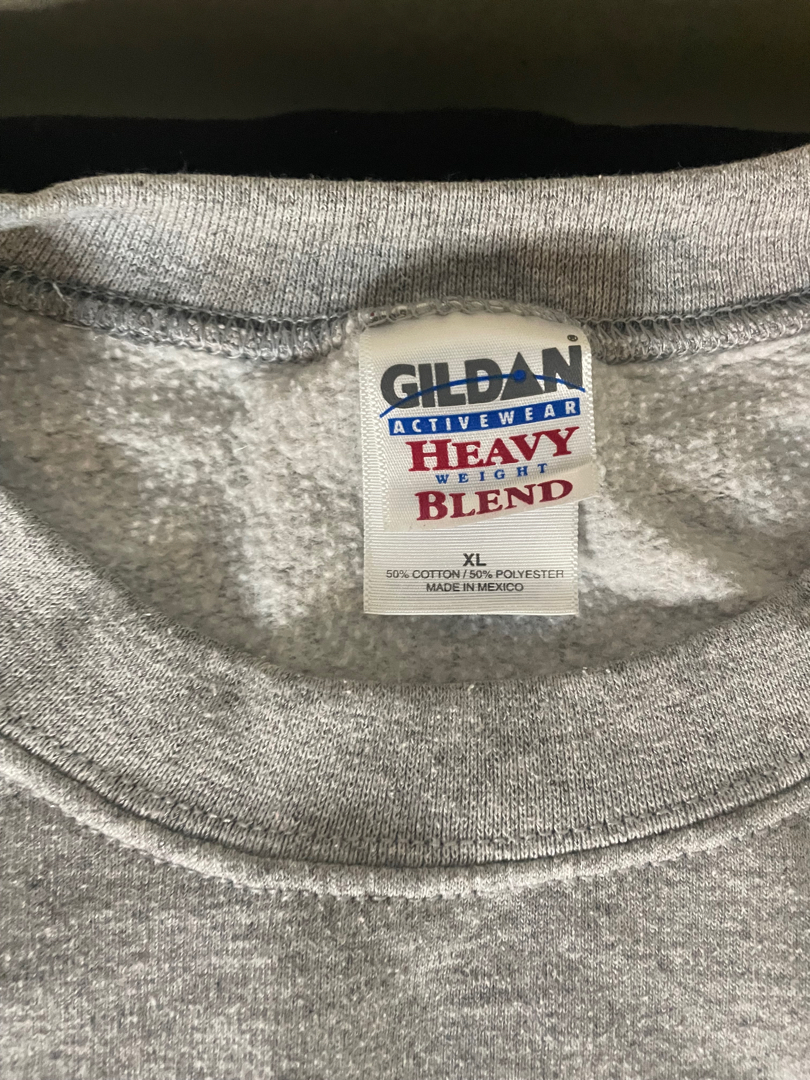 GILDAN®
ACTIVEWEAR
HEAVY
WEIGHT
BLEND
XL
50% COTTON / 50% POLYESTER
MADE IN MEXICO